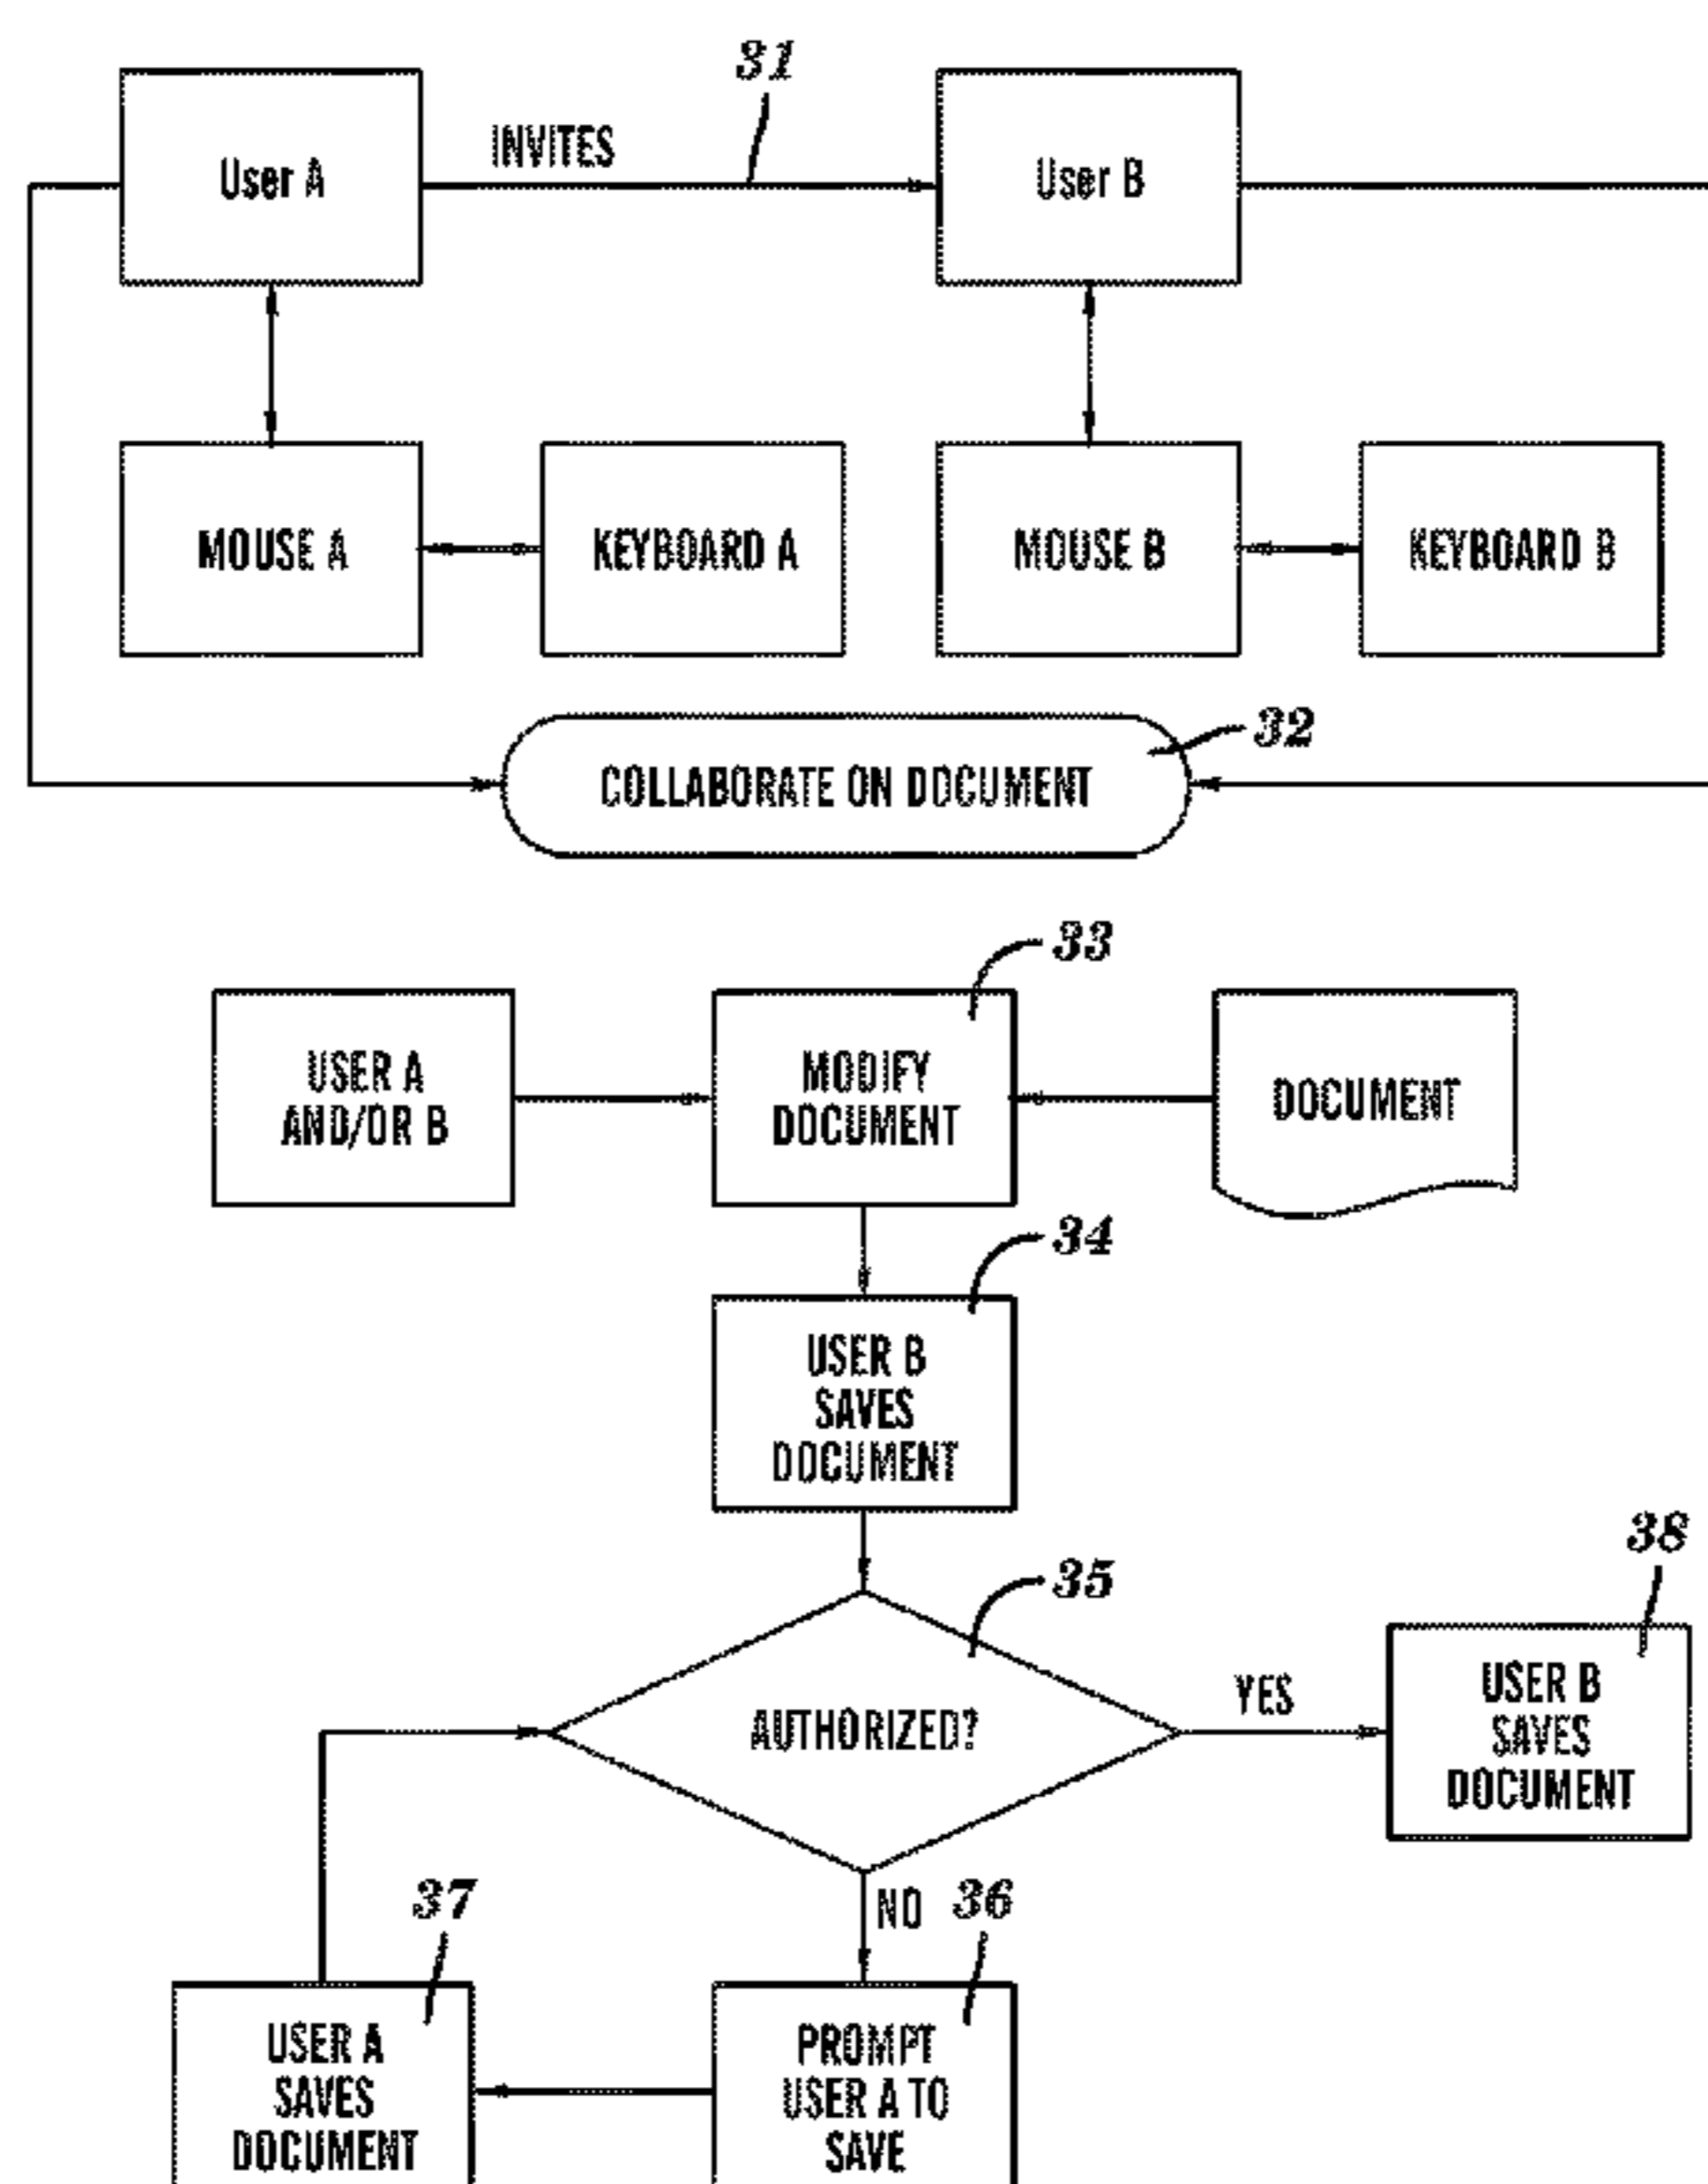 31
INVITES
User A
User B
MOUSE A
KEYBOARD A
MOUSE B
KEYBOARD B
32
COLLABORATE ON DOCUMENT
33
USER A
AND/OR B
MODIFY
DOCUMENT
DOCUMENT
34
USER B
SAVES
DOCUMENT
35
38
AUTHORIZED?
YES
USER B
SAVES
DOCUMENT
NO
37
36
USER A
SAVES
DOCUMENT
PROMPT
USER A TO
SAVE